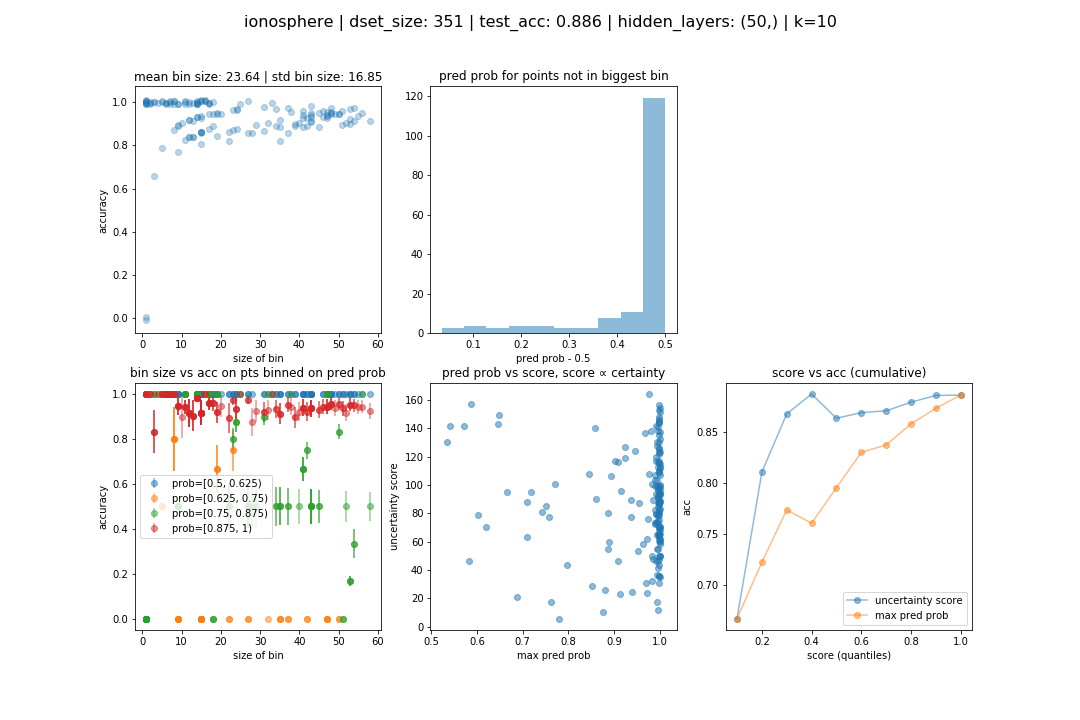 ionosphere | dset_size: 351 | test_acc: 0.886 | hidden_layers: (50,) | k=10
mean bin size: 23.64 | std bin size: 16.85
1.0
0.8
0.6
0.4
0.2
0.0
accuracy
0 10 20 30 40 50 60
size of bin
pred prob for points not in biggest bin
120
100
80
60
40
20
0
0.1 0.2 0.3 0.4 0.5
pred prob - 0.5
bin size vs acc on pts binned on pred prob
1.0
0.8
0.6
0.4
0.2
0.0
accuracy
prob=[0.5, 0.625)
prob=[0.625, 0.75)
prob=[0.75, 0.875)
prob=[0.875, 1)
0 10 20 30 40 50 60
size of bin
pred prob vs score, score ∝ certainty
160
140
120
100
80
60
40
20
0
uncertainty score
0.5 0.6 0.7 0.8 0.9 1.0
max pred prob
score vs acc (cumulative)
0.85
0.80
0.75
0.70
acc
uncertainty score
max pred prob
0.2 0.4 0.6 0.8 1.0
score (quantiles)